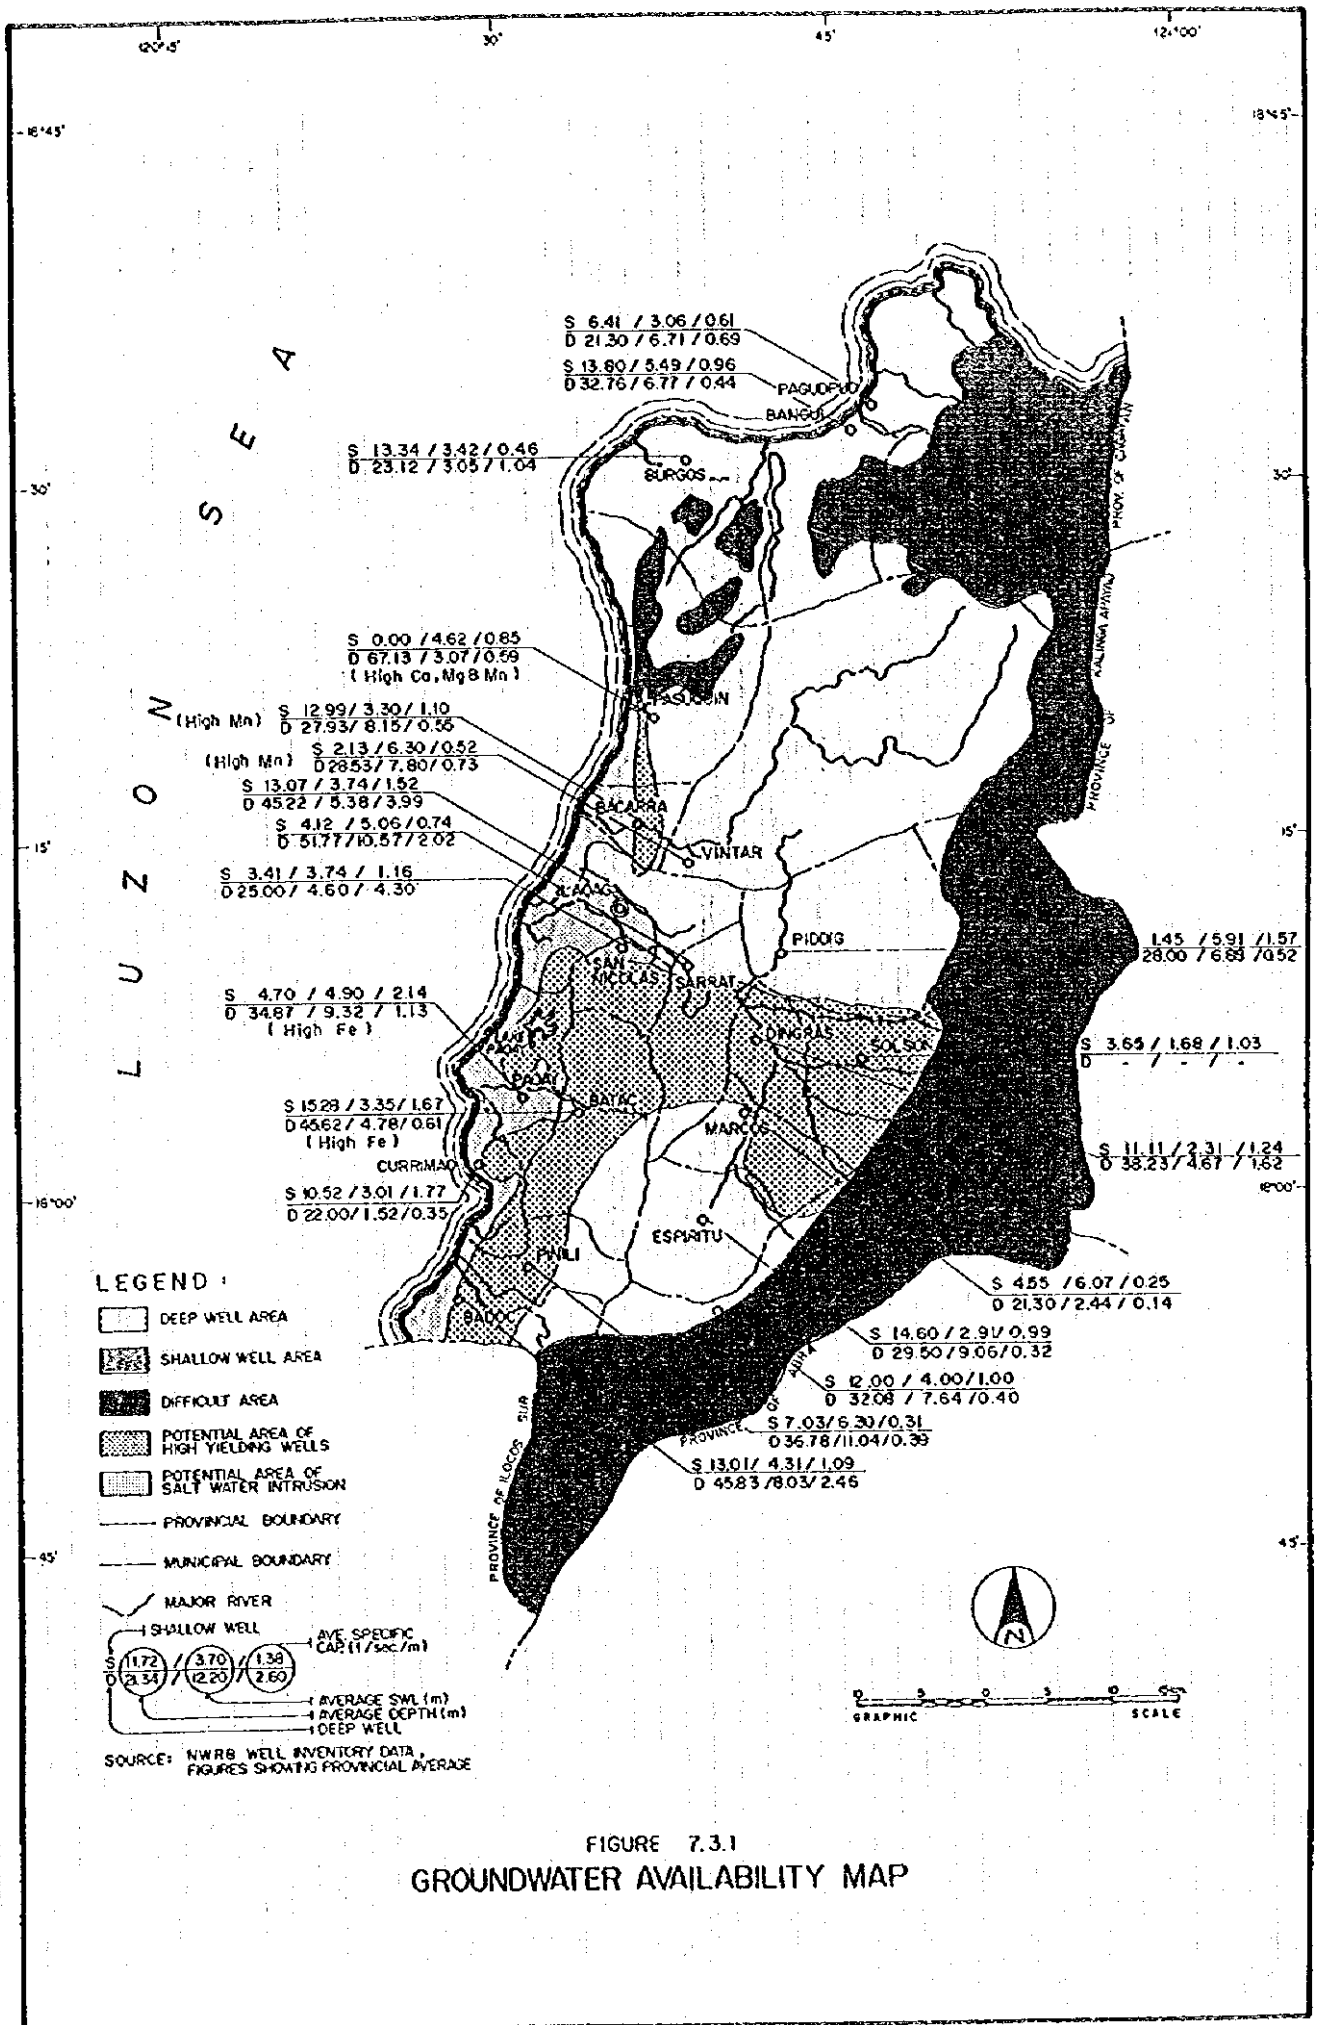 120°15'
30'
45'
121°00'
18°45'
18°45'
LUZON SEA
S 6.41 / 3.06 / 0.61
D 21.30 / 6.71 / 0.69
S 13.80 / 5.49 / 0.96
D 32.76 / 6.77 / 0.44
PAGUDPUD
BANGUI
S 13.34 / 3.42 / 0.46
D 23.12 / 3.05 / 1.04
BURGOS
30'
30'
PROV. OF CAGAYAN
PROVINCE OF KALINGA APAYAO
S 0.00 / 4.62 / 0.85
D 67.13 / 3.07 / 0.59
(High Ca, Mg & Mn)
PASUQUIN
(High Mn) S 12.99 / 3.30 / 1.10
D 27.93 / 8.15 / 0.55
(High Mn) S 2.13 / 6.30 / 0.52
D 28.53 / 7.80 / 0.73
S 13.07 / 3.74 / 1.52
D 45.22 / 5.38 / 3.99
BACARRA
S 4.12 / 5.06 / 0.74
D 51.77 / 10.57 / 2.02
15'
15'
VINTAR
S 3.41 / 3.74 / 1.16
D 25.00 / 4.60 / 4.30
LAOAG
PIDDIG
1.45 / 5.91 / 1.57
28.00 / 6.83 / 0.52
SAN NICOLAS
SARRAT
S 4.70 / 4.90 / 2.14
D 34.87 / 9.32 / 1.13
(High Fe)
DINGRAS
SOLSONA
S 3.65 / 1.68 / 1.03
D - / - / -
PAOAY
BATAC
S 15.28 / 3.35 / 1.67
D 45.62 / 4.78 / 0.61
(High Fe)
MARCOS
S 11.11 / 2.31 / 1.24
D 38.23 / 4.67 / 1.62
CURRIMAO
18°00'
18°00'
S 10.52 / 3.01 / 1.77
D 22.00 / 1.52 / 0.35
ESPIRITU
PINILI
S 4.55 / 6.07 / 0.25
D 21.30 / 2.44 / 0.14
BADOC
S 14.60 / 2.91 / 0.99
D 29.50 / 9.06 / 0.32
S 12.00 / 4.00 / 1.00
D 32.08 / 7.64 / 0.40
PROVINCE OF ABRA
S 7.03 / 6.30 / 0.31
D 36.78 / 11.04 / 0.39
S 13.01 / 4.31 / 1.09
D 45.83 / 8.03 / 2.46
PROVINCE OF ILOCOS SUR
LEGEND :
DEEP WELL AREA
SHALLOW WELL AREA
DIFFICULT AREA
POTENTIAL AREA OF
HIGH YIELDING WELLS
POTENTIAL AREA OF
SALT WATER INTRUSION
PROVINCIAL BOUNDARY
45'
45'
MUNICIPAL BOUNDARY
MAJOR RIVER
SHALLOW WELL
AVE. SPECIFIC
CAP. (l/sec/m)
S 11.72 / 3.70 / 1.38
D 21.34 / 12.20 / 2.60
AVERAGE SWL (m)
AVERAGE DEPTH (m)
DEEP WELL
N
10 5 0 5 10 15
GRAPHIC SCALE
SOURCE: NWRB WELL INVENTORY DATA,
FIGURES SHOWING PROVINCIAL AVERAGE
FIGURE 7.3.1
GROUNDWATER AVAILABILITY MAP